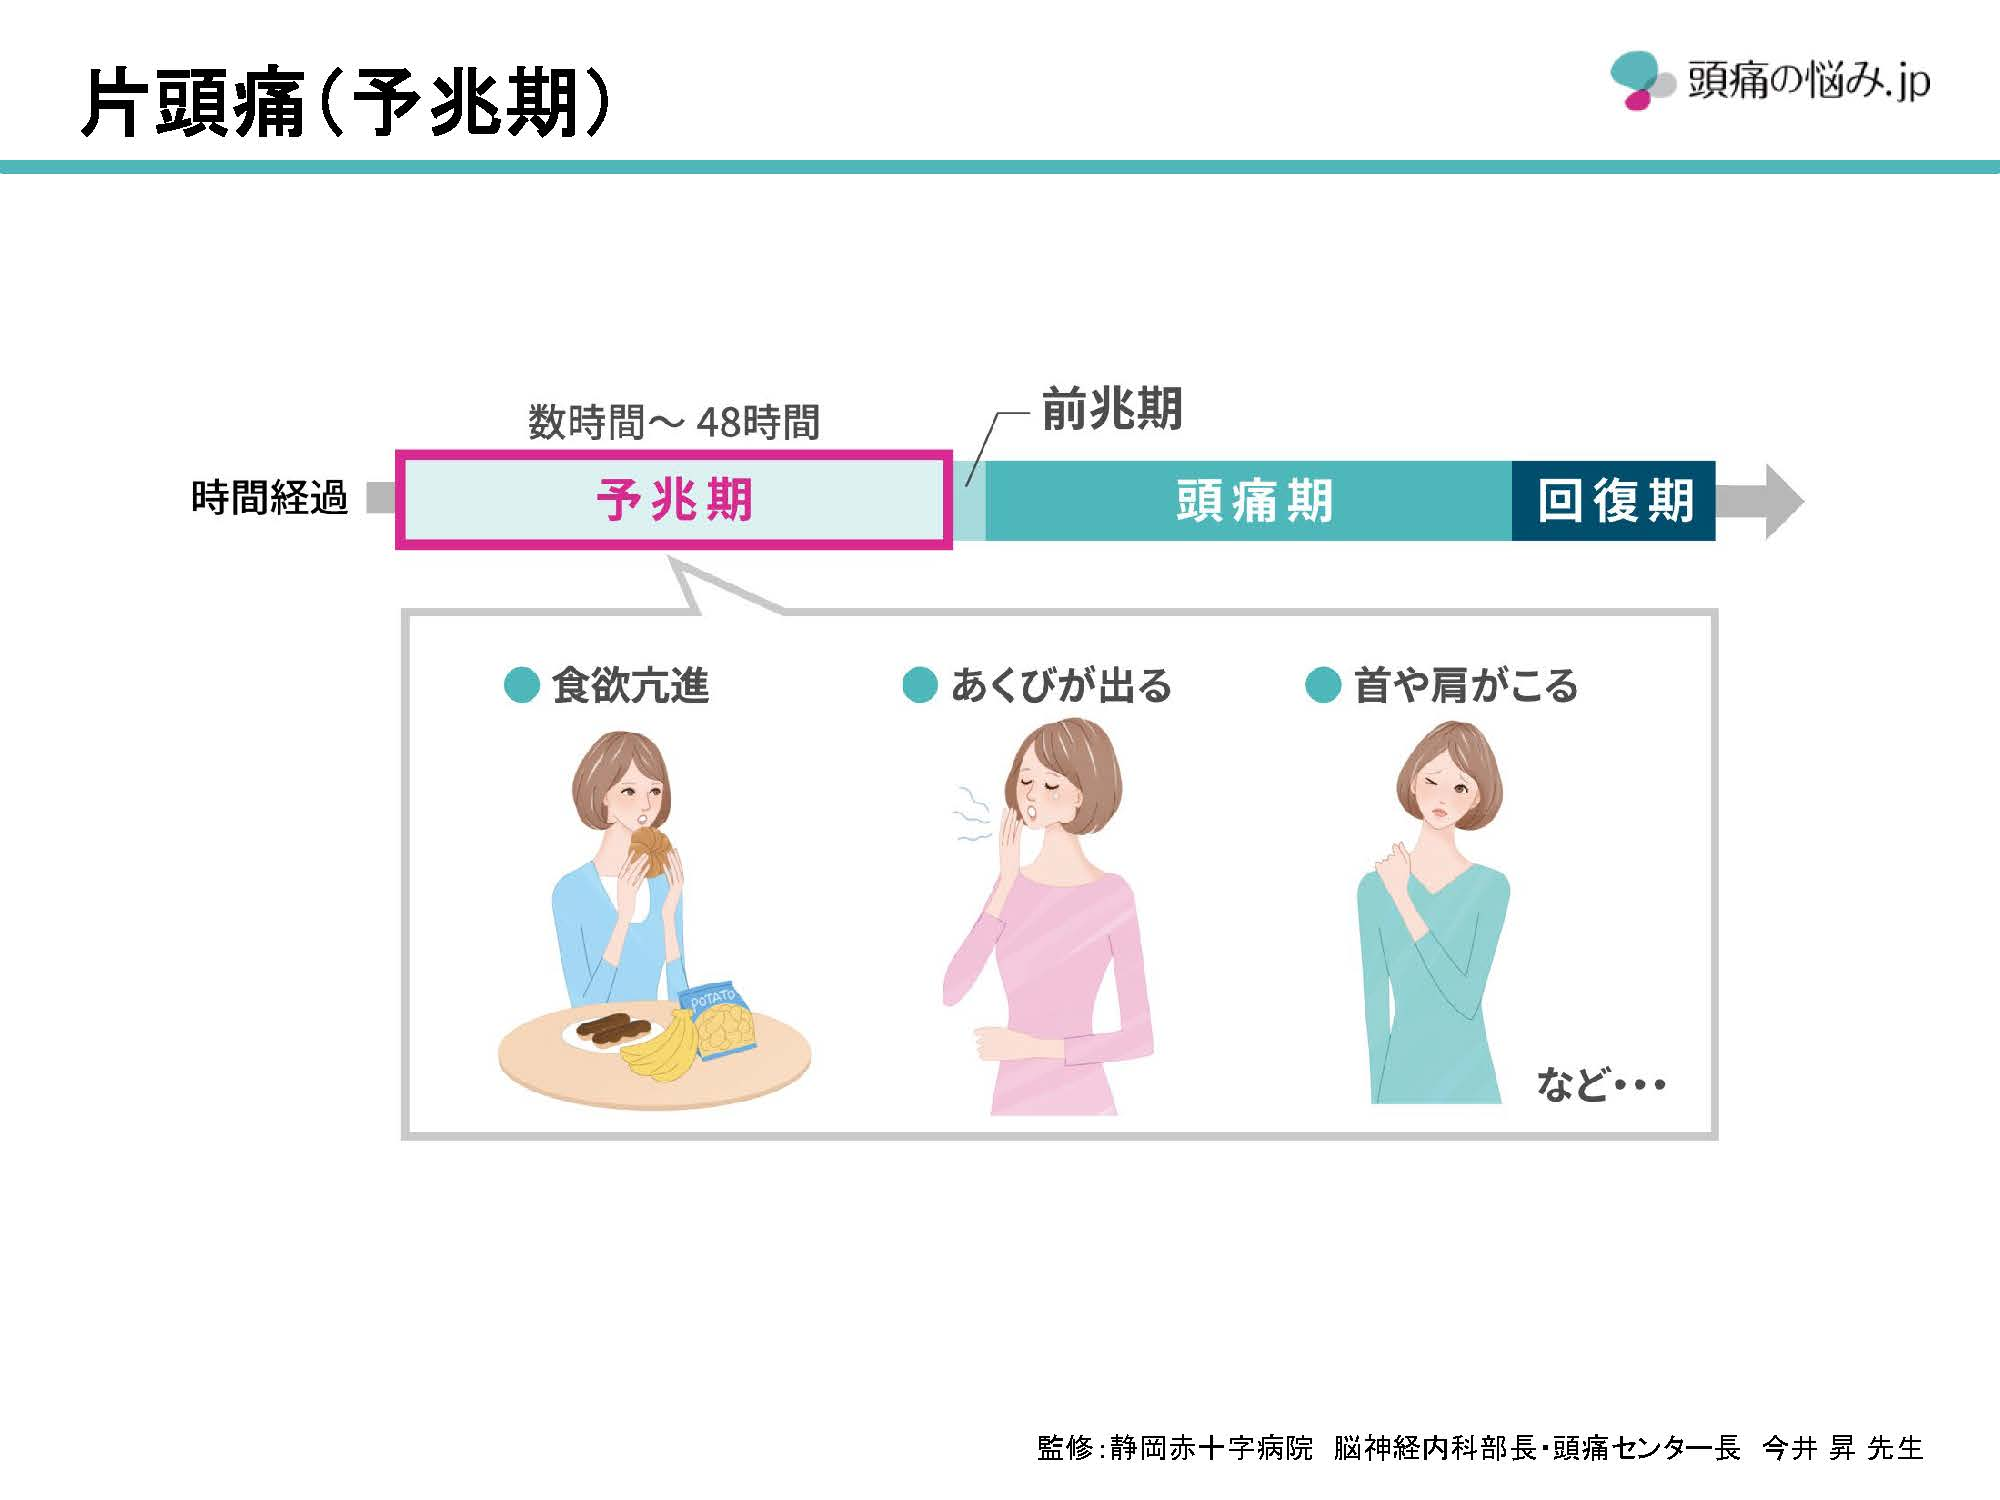 片頭痛（予兆期）
頭痛の悩み.jp
数時間～48時間
前兆期
時間経過
予兆期
頭痛期
回復期
●食欲亢進
●あくびが出る
●首や肩がこる
POTATO
など・・・
監修：静岡赤十字病院　脳神経内科部長・頭痛センター長　今井 昇 先生